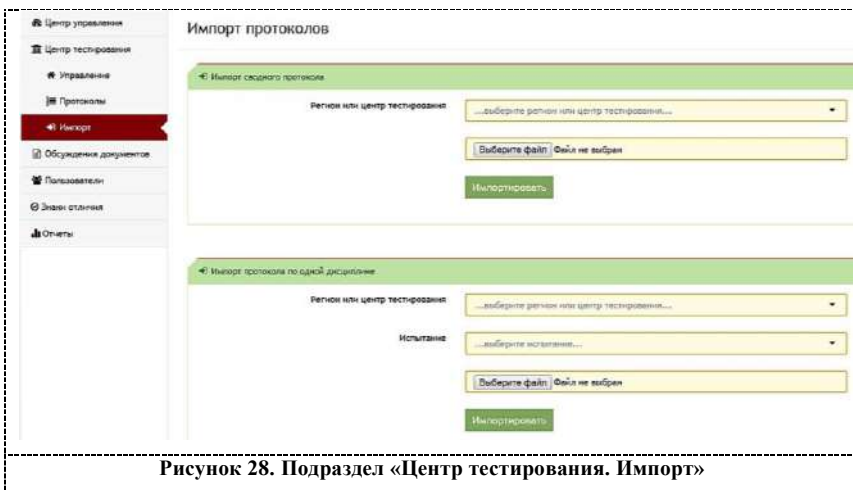 Центр управления
Центр тестирования
Управление
Протоколы
Импорт
Обсуждения документов
Пользователи
Знаки отличия
Отчеты
Импорт протоколов
Импорт сводного протокола
Регион или центр тестирования
...выберите регион или центр тестирования...
Выберите файл Файл не выбран
Импортировать
Импорт протокола по одной дисциплине
Регион или центр тестирования
...выберите регион или центр тестирования...
Испытание
...выберите испытание...
Выберите файл Файл не выбран
Импортировать
Рисунок 28. Подраздел «Центр тестирования. Импорт»